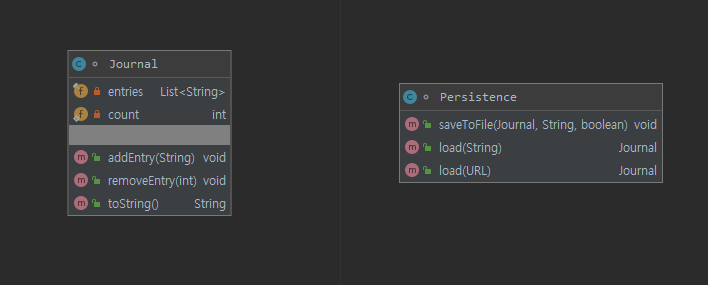 Journal
entries List<String>
count int
addEntry(String) void
removeEntry(int) void
toString() String
Persistence
saveToFile(Journal, String, boolean) void
load(String) Journal
load(URL) Journal